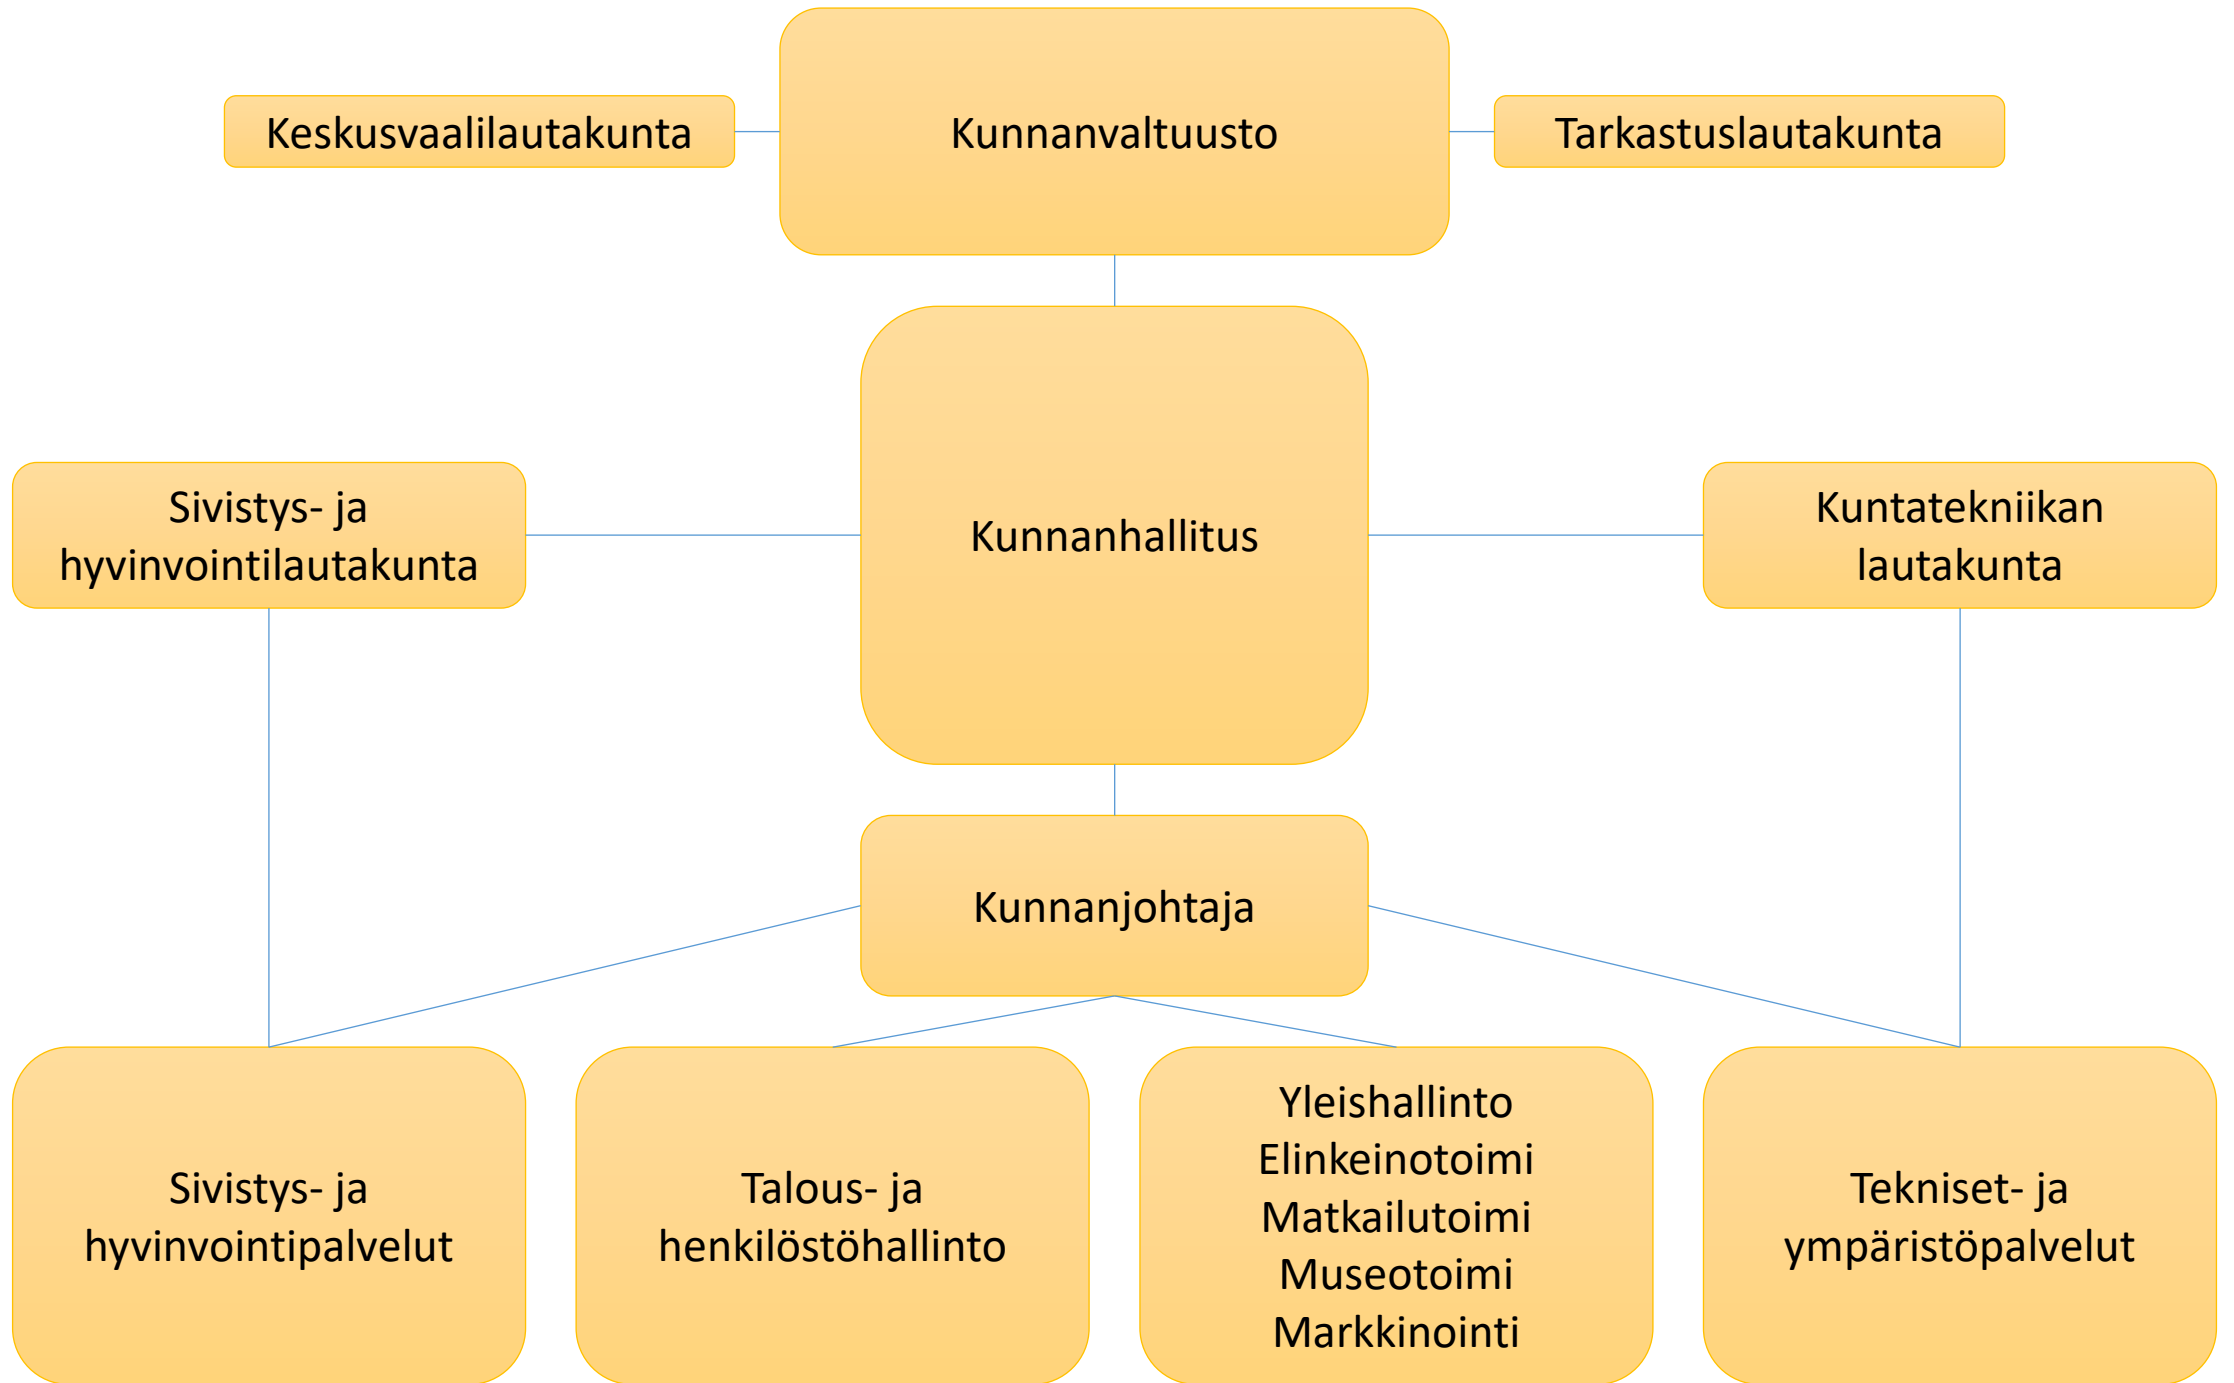 Keskusvaalilautakunta
Kunnanvaltuusto
Tarkastuslautakunta
Sivistys- ja
hyvinvointilautakunta
Kunnanhallitus
Kuntatekniikan
lautakunta
Kunnanjohtaja
Sivistys- ja
hyvinvointipalvelut
Talous- ja
henkilöstöhallinto
Yleishallinto
Elinkeinotoimi
Matkailutoimi
Museotoimi
Markkinointi
Tekniset- ja
ympäristöpalvelut